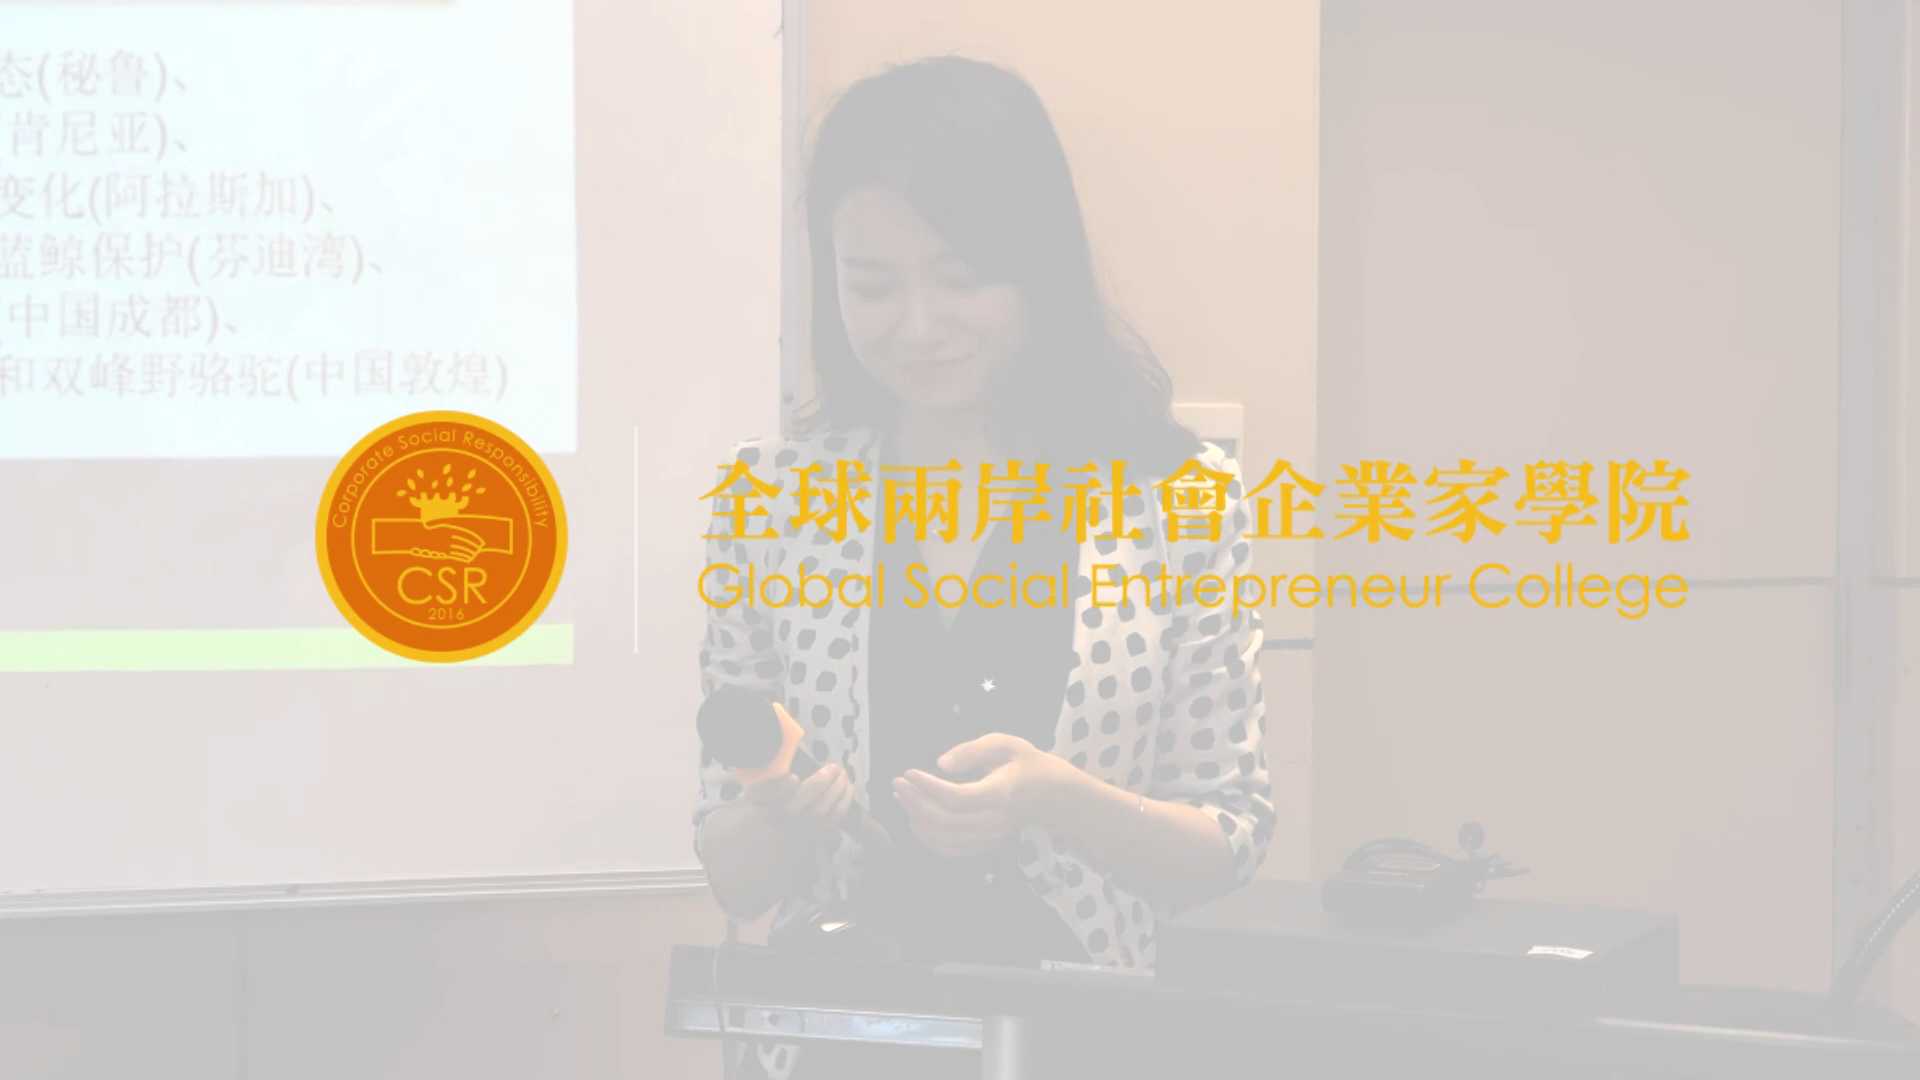 态(秘鲁)、
(肯尼亚)、
变化(阿拉斯加)、
蓝鲸保护(芬迪湾)、
(中国成都)、
和双峰野骆驼(中国敦煌)
Corporate Social Responsibility
CSR
2016
全球兩岸社會企業家學院
Global Social Entrepreneur College